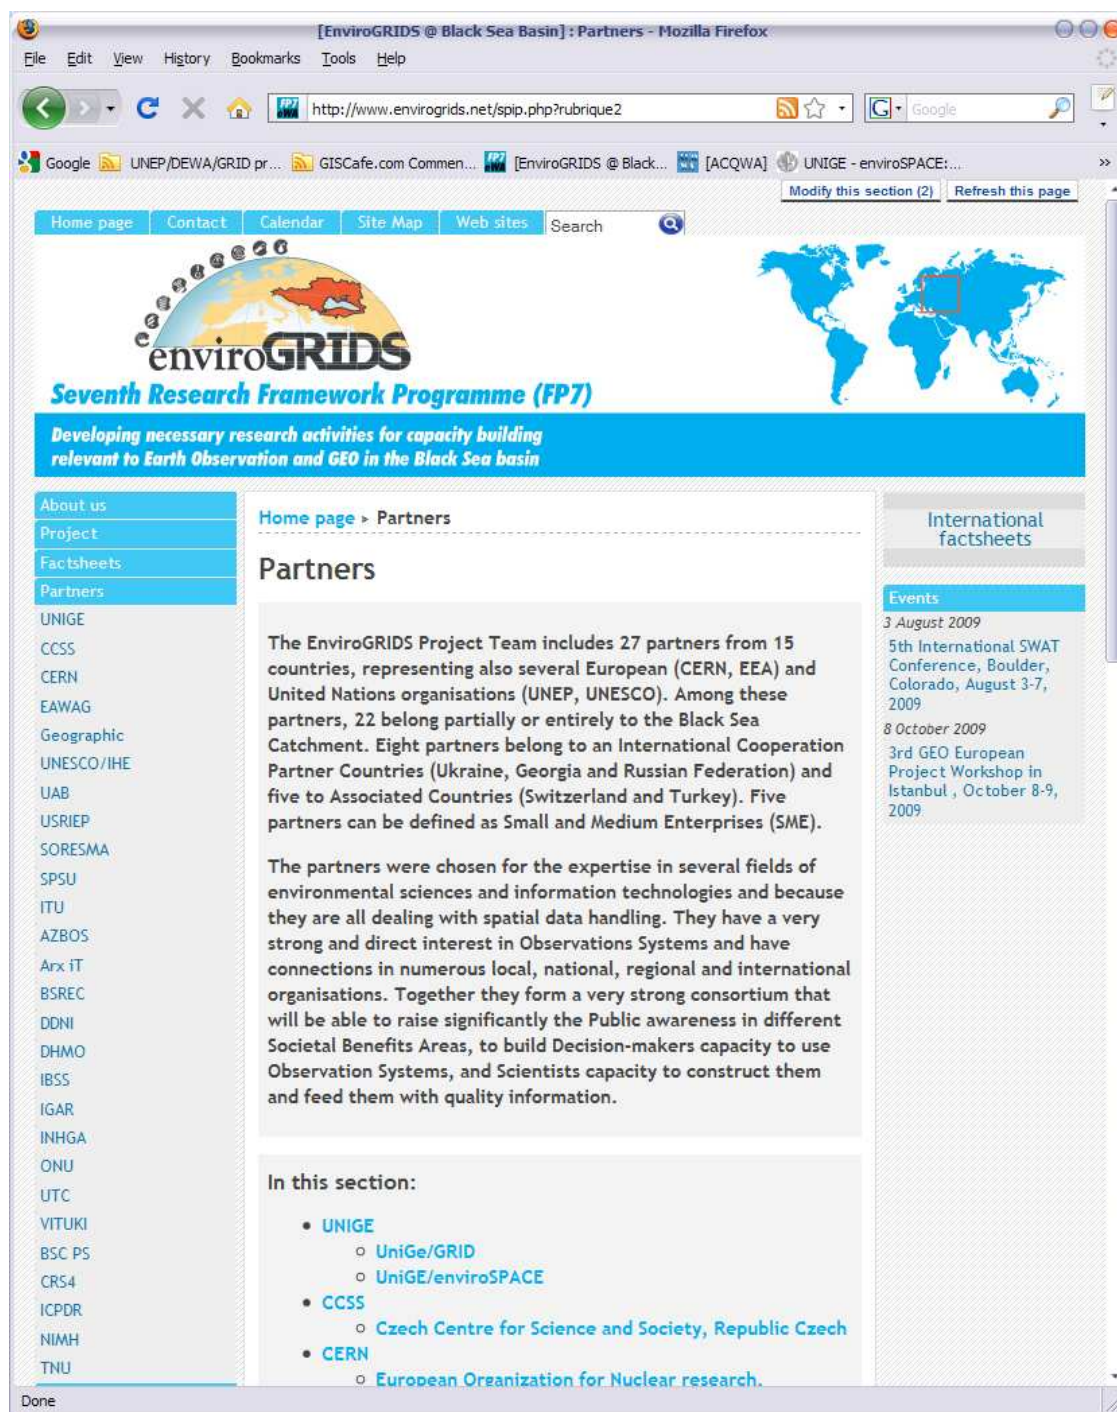 [EnviroGRIDS @ Black Sea Basin] : Partners - Mozilla Firefox
File Edit View History Bookmarks Tools Help
http://www.envirogrids.net/spip.php?rubrique2
G Google
Google UNEP/DEWA/GRID pr... GISCafe.com Commen... [EnviroGRIDS @ Black... [ACQWA] UNIGE - enviroSPACE:... »
Modify this section (2) Refresh this page
Home page Contact Calendar Site Map Web sites Search
enviroGRIDS
Seventh Research Framework Programme (FP7)
Developing necessary research activities for capacity building
relevant to Earth Observation and GEO in the Black Sea basin
About us
Project
Factsheets
Partners
UNIGE
CCSS
CERN
EAWAG
Geographic
UNESCO/IHE
UAB
USRIEP
SORESMA
SPSU
ITU
AZBOS
Arx iT
BSREC
DDNI
DHMO
IBSS
IGAR
INHGA
ONU
UTC
VITUKI
BSC PS
CRS4
ICPDR
NIMH
TNU
Home page ▸ Partners
Partners
The EnviroGRIDS Project Team includes 27 partners from 15
countries, representing also several European (CERN, EEA) and
United Nations organisations (UNEP, UNESCO). Among these
partners, 22 belong partially or entirely to the Black Sea
Catchment. Eight partners belong to an International Cooperation
Partner Countries (Ukraine, Georgia and Russian Federation) and
five to Associated Countries (Switzerland and Turkey). Five
partners can be defined as Small and Medium Enterprises (SME).
The partners were chosen for the expertise in several fields of
environmental sciences and information technologies and because
they are all dealing with spatial data handling. They have a very
strong and direct interest in Observations Systems and have
connections in numerous local, national, regional and international
organisations. Together they form a very strong consortium that
will be able to raise significantly the Public awareness in different
Societal Benefits Areas, to build Decision-makers capacity to use
Observation Systems, and Scientists capacity to construct them
and feed them with quality information.
In this section:
• UNIGE
○ UniGe/GRID
○ UniGE/enviroSPACE
• CCSS
○ Czech Centre for Science and Society, Republic Czech
• CERN
○ European Organization for Nuclear research.
International
factsheets
Events
3 August 2009
5th International SWAT
Conference, Boulder,
Colorado, August 3-7,
2009
8 October 2009
3rd GEO European
Project Workshop in
Istanbul , October 8-9,
2009
Done